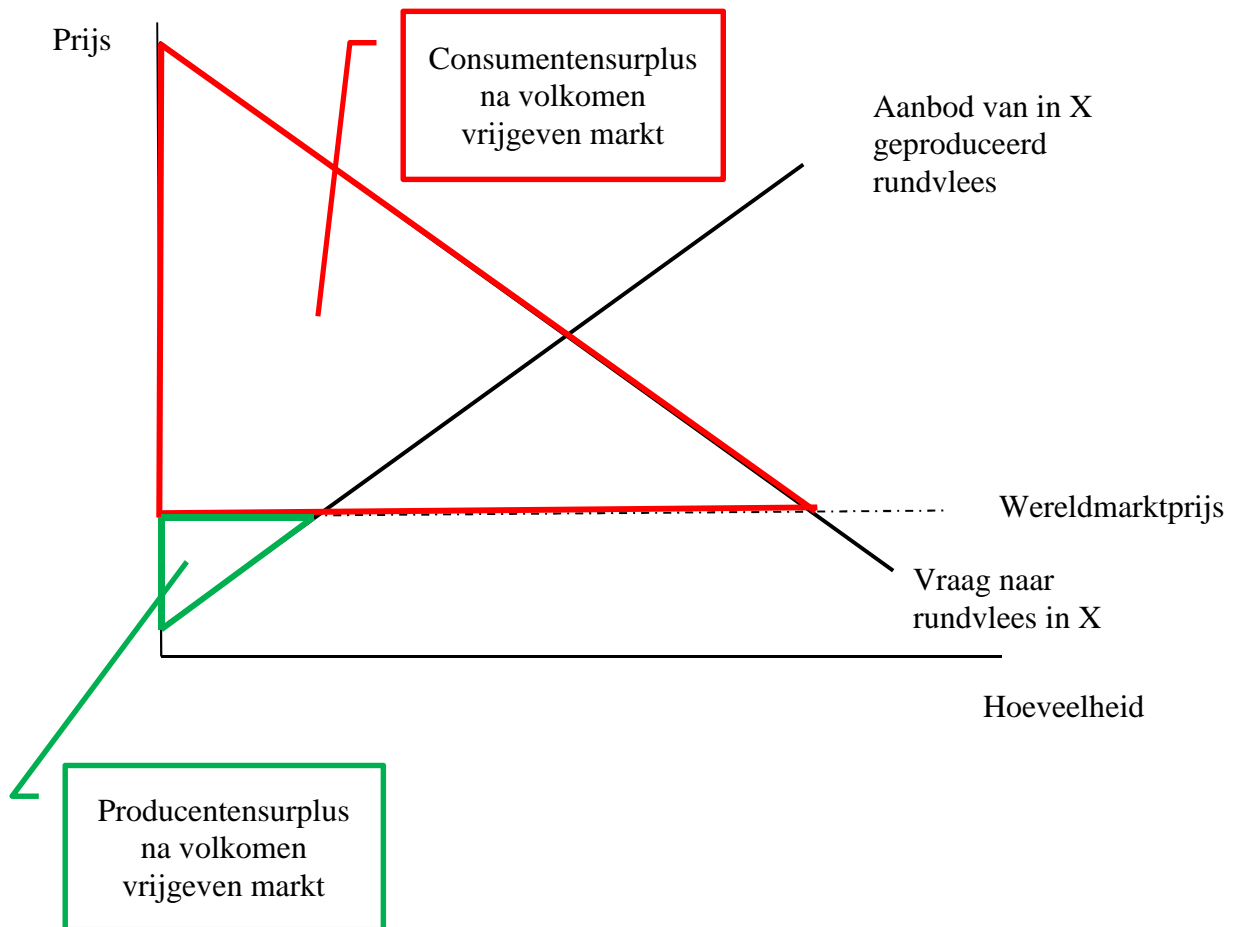 Prijs
Consumentensurplus
na volkomen
vrijgeven markt
Aanbod van in X
geproduceerd
rundvlees
Wereldmarktprijs
Vraag naar
rundvlees in X
Hoeveelheid
Producentensurplus
na volkomen
vrijgeven markt